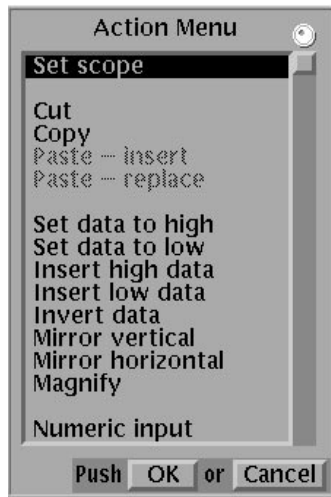 Action Menu
Set scope
Cut
Copy
Paste -- insert
Paste -- replace
Set data to high
Set data to low
Insert high data
Insert low data
Invert data
Mirror vertical
Mirror horizontal
Magnify
Numeric input
Push OK or Cancel